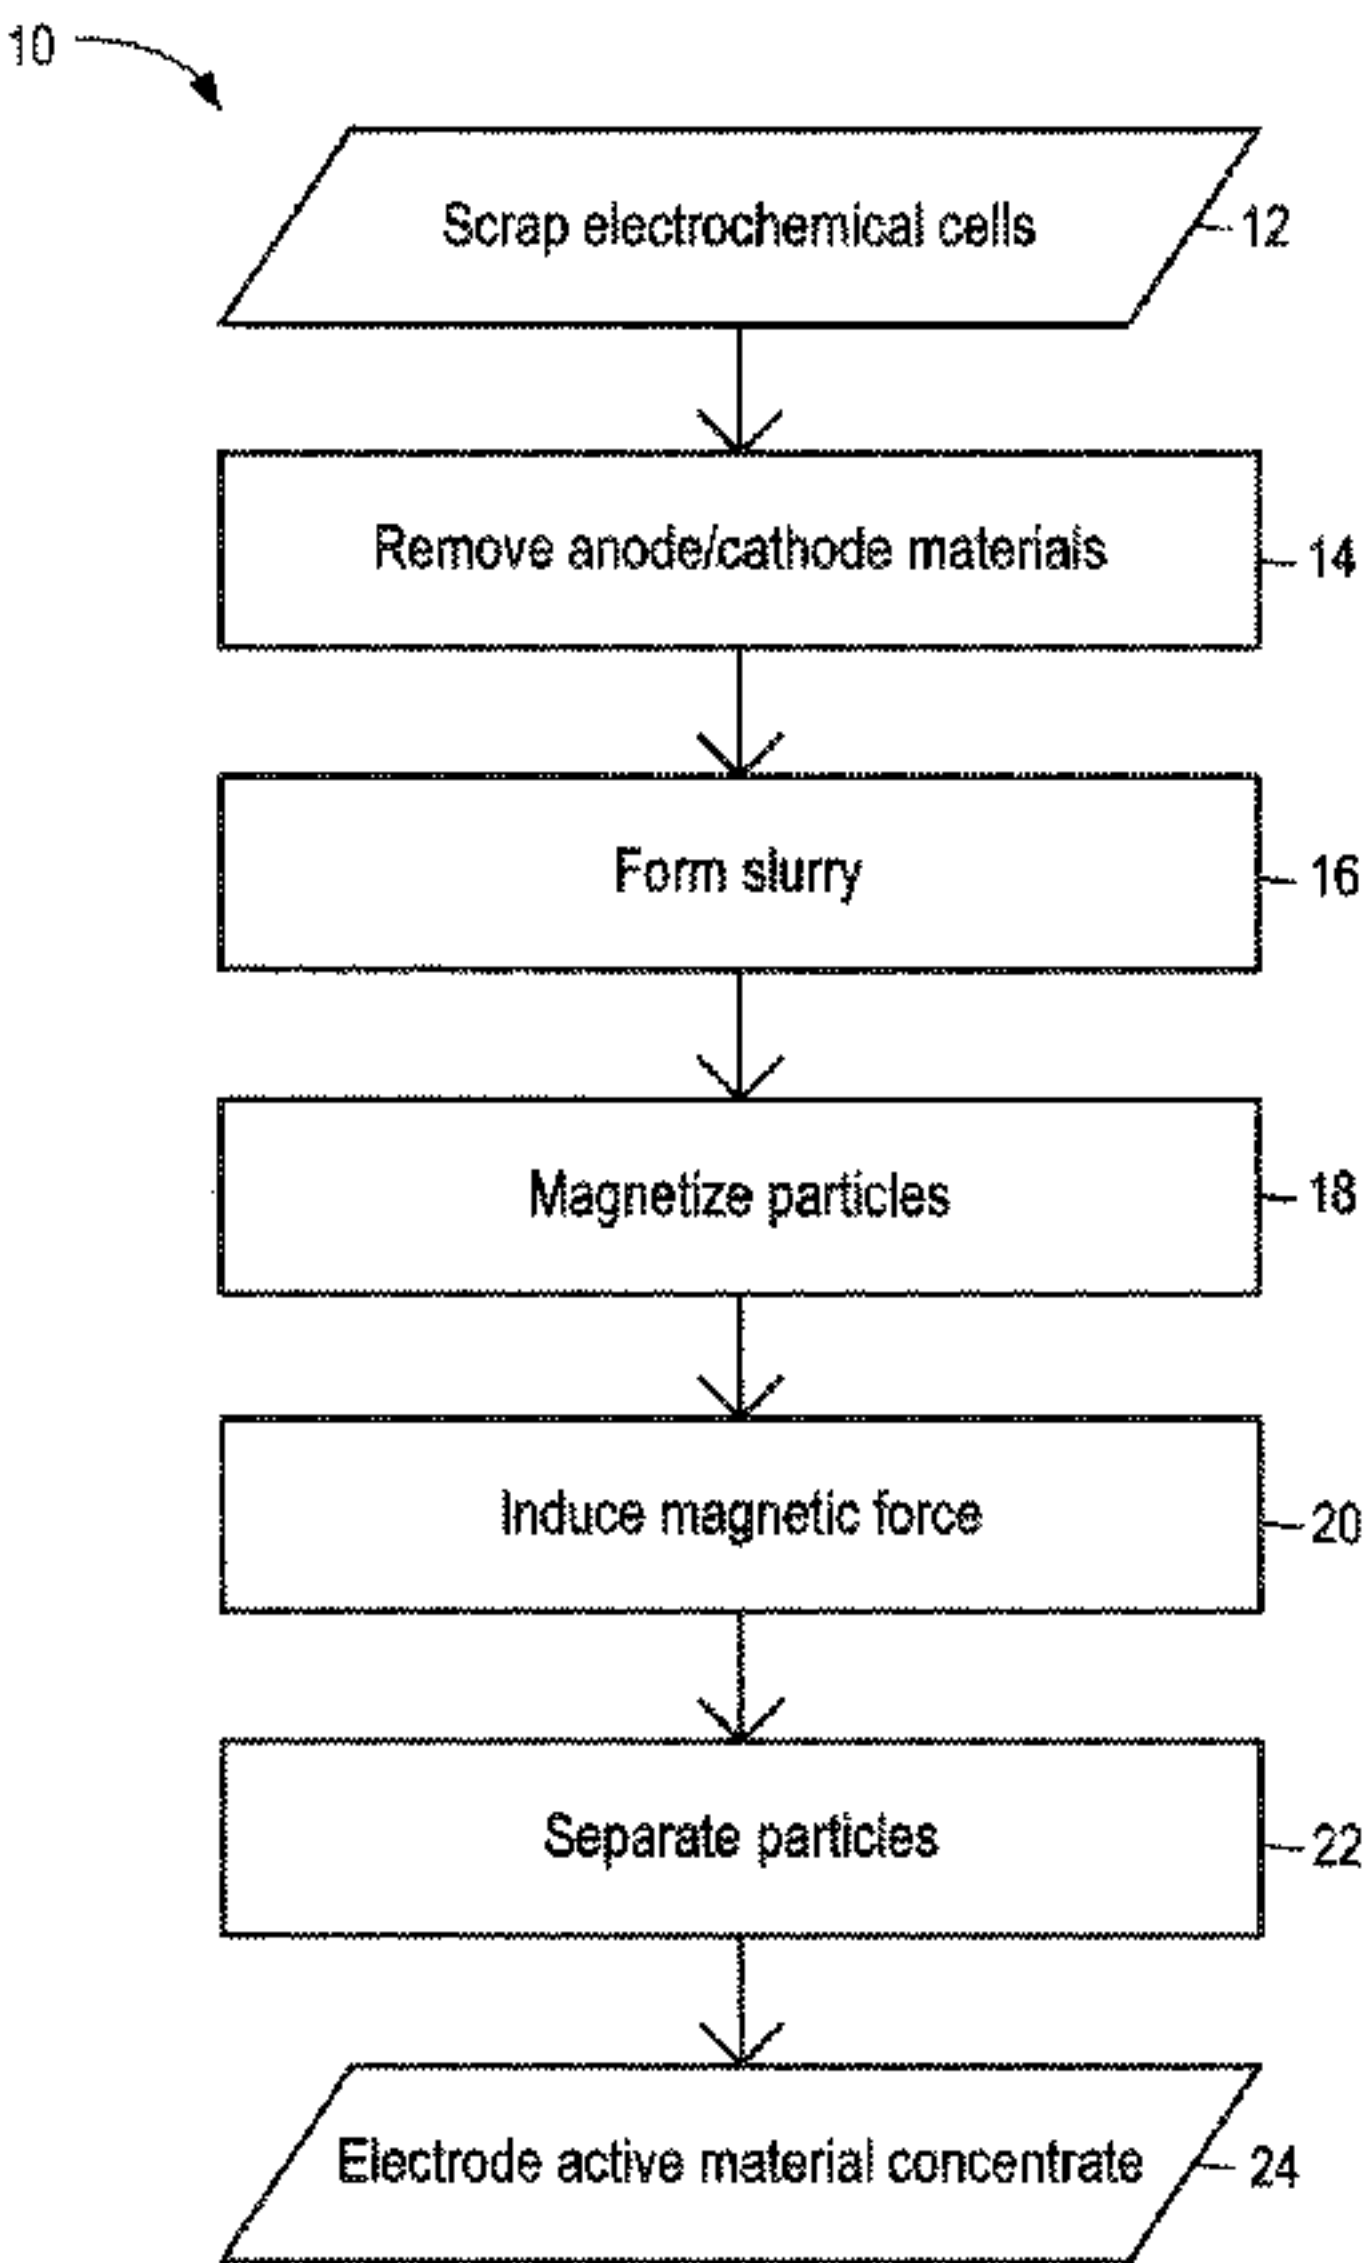 10
Scrap electrochemical cells
12
Remove anode/cathode materials
14
Form slurry
16
Magnetize particles
18
Induce magnetic force
20
Separate particles
22
Electrode active material concentrate
24